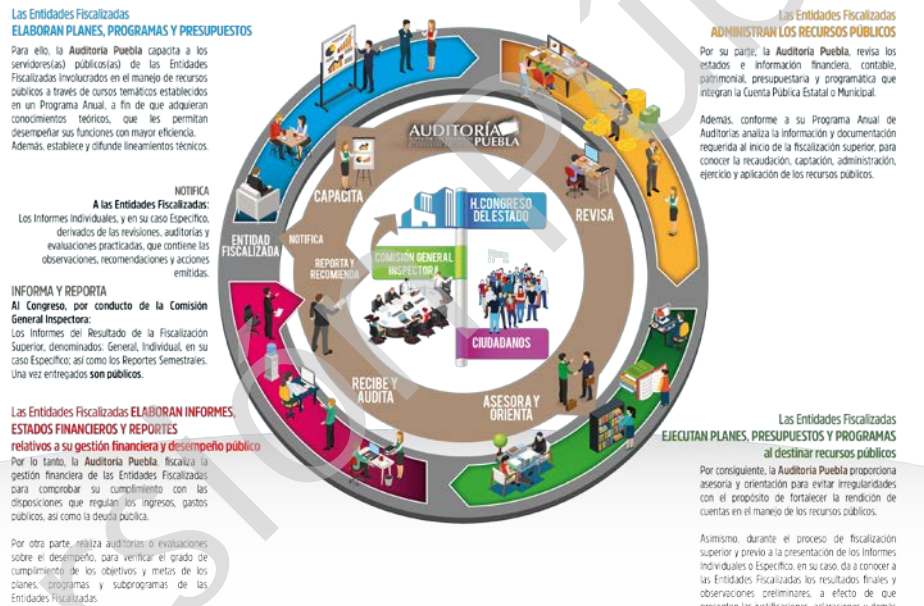 Las Entidades Fiscalizadas
ELABORAN PLANES, PROGRAMAS Y PRESUPUESTOS
Para ello, la Auditoría Puebla capacita a los
servidores(as) públicos(as) de las Entidades
Fiscalizadas involucrados en el manejo de recursos
públicos a través de cursos temáticos establecidos
en un Programa Anual, a fin de que adquieran
conocimientos teóricos, que les permitan
desempeñar sus funciones con mayor eficiencia.
Además, establece y difunde lineamientos técnicos.
NOTIFICA
A las Entidades Fiscalizadas:
Los Informes Individuales, y en su caso Específico,
derivados de las revisiones, auditorías y
evaluaciones practicadas, que contiene las
observaciones, recomendaciones y acciones
emitidas.
INFORMA Y REPORTA
Al Congreso, por conducto de la Comisión
General Inspectora:
Los Informes del Resultado de la Fiscalización
Superior, denominados: General, Individual, en su
caso Específico; así como los Reportes Semestrales.
Una vez entregados son públicos.
Las Entidades Fiscalizadas ELABORAN INFORMES,
ESTADOS FINANCIEROS Y REPORTES
relativos a su gestión financiera y desempeño público
Por lo tanto, la Auditoría Puebla, fiscaliza la
gestión financiera de las Entidades Fiscalizadas
para comprobar su cumplimiento con las
disposiciones que regulan los ingresos, gastos
públicos, así como la deuda pública.
Por otra parte, realiza auditorías o evaluaciones
sobre el desempeño, para verificar el grado de
cumplimiento de los objetivos y metas de los
planes, programas y subprogramas de las
Entidades Fiscalizadas.
AUDITORÍA
PUEBLA
CAPACITA
REVISA
ENTIDAD
FISCALIZADA
NOTIFICA
REPORTA Y
RECOMIENDA
H. CONGRESO
DEL ESTADO
COMISIÓN GENERAL
INSPECTORA
CIUDADANOS
RECIBE Y
AUDITA
ASESORA Y
ORIENTA
Las Entidades Fiscalizadas
ADMINISTRAN LOS RECURSOS PÚBLICOS
Por su parte, la Auditoría Puebla, revisa los
estados e información financiera, contable,
patrimonial, presupuestaria y programática que
integran la Cuenta Pública Estatal o Municipal.
Además, conforme a su Programa Anual de
Auditorías analiza la información y documentación
requerida al inicio de la fiscalización superior, para
conocer la recaudación, captación, administración,
ejercicio y aplicación de los recursos públicos.
Las Entidades Fiscalizadas
EJECUTAN PLANES, PRESUPUESTOS Y PROGRAMAS
al destinar recursos públicos
Por consiguiente, la Auditoría Puebla proporciona
asesoría y orientación para evitar irregularidades
con el propósito de fortalecer la rendición de
cuentas en el manejo de los recursos públicos.
Asimismo, durante el proceso de fiscalización
superior y previo a la presentación de los Informes
Individuales o Específico, en su caso, da a conocer a
las Entidades Fiscalizadas los resultados finales y
observaciones preliminares, a efecto de que